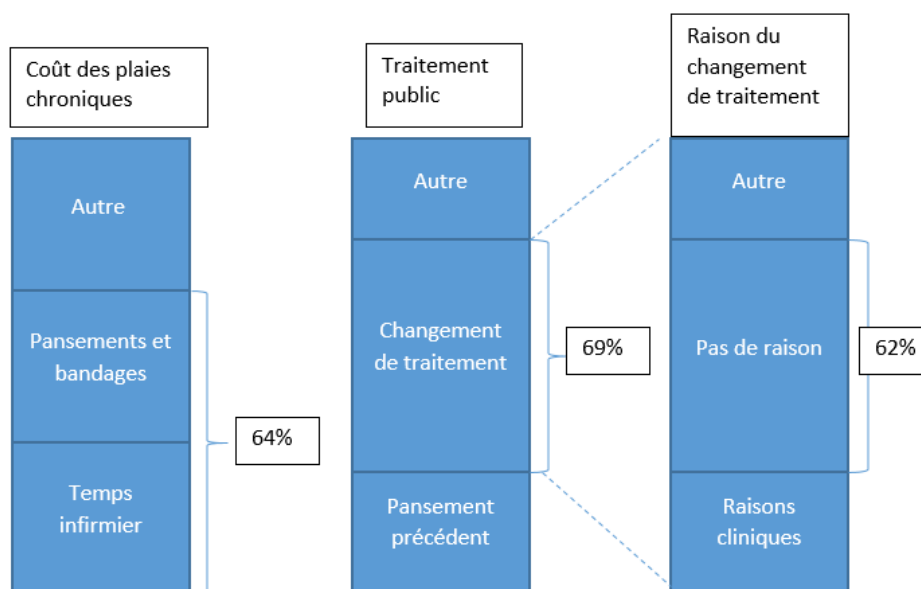 Coût des plaies
chroniques
Autre
Pansements et
bandages
64%
Temps
infirmier
Traitement
public
Autre
Changement
de traitement
69%
Pansement
précédent
Raison du
changement
de traitement
Autre
Pas de raison
62%
Raisons
cliniques